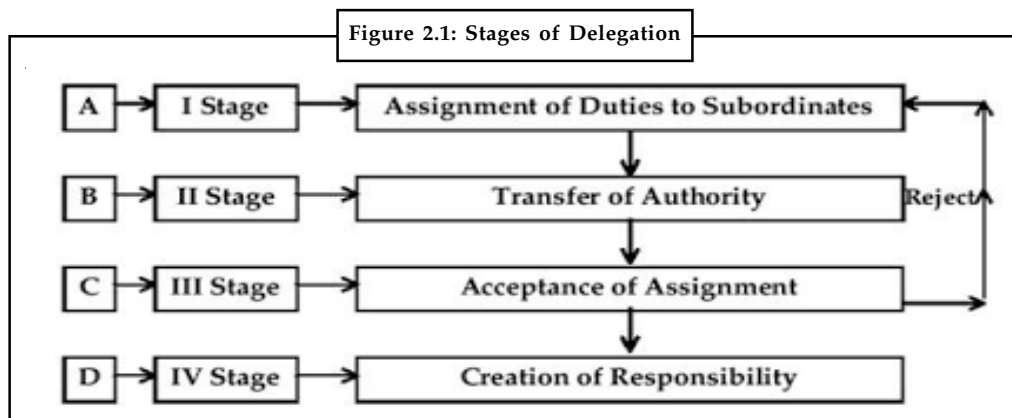 Figure 2.1: Stages of Delegation
A I Stage Assignment of Duties to Subordinates
B II Stage Transfer of Authority Reject
C III Stage Acceptance of Assignment
D IV Stage Creation of Responsibility